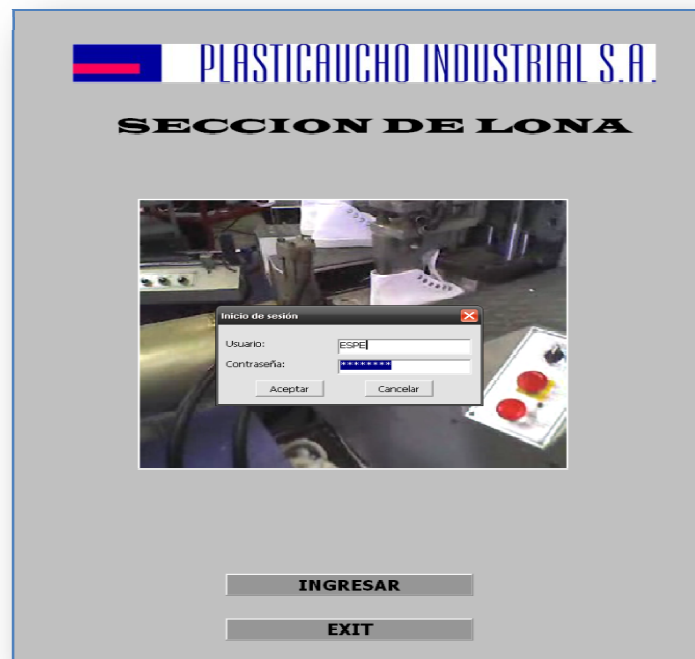 PLASTICAUCHO INDUSTRIAL S.A.
SECCION DE LONA
Inicio de sesión
Usuario:
ESPE
Contraseña:
********
Aceptar Cancelar
INGRESAR
EXIT